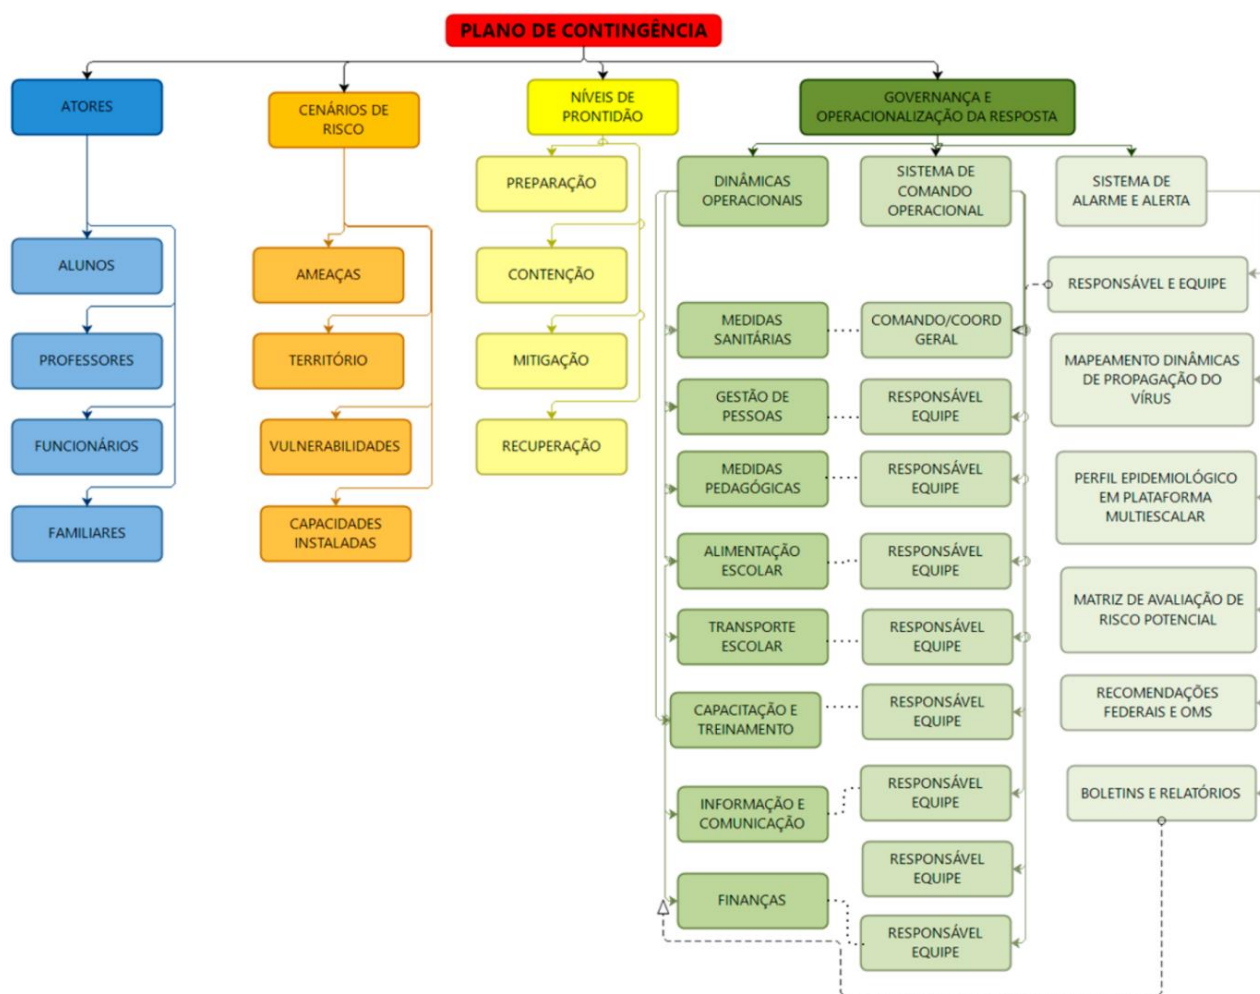 PLANO DE CONTINGÊNCIA
ATORES
CENÁRIOS DE
RISCO
NÍVEIS DE
PRONTIDÃO
GOVERNANÇA E
OPERACIONALIZAÇÃO DA RESPOSTA
ALUNOS
PROFESSORES
FUNCIONÁRIOS
FAMILIARES
AMEAÇAS
TERRITÓRIO
VULNERABILIDADES
CAPACIDADES
INSTALADAS
PREPARAÇÃO
CONTENÇÃO
MITIGAÇÃO
RECUPERAÇÃO
DINÂMICAS
OPERACIONAIS
MEDIDAS
SANITÁRIAS
GESTÃO DE
PESSOAS
MEDIDAS
PEDAGÓGICAS
ALIMENTAÇÃO
ESCOLAR
TRANSPORTE
ESCOLAR
CAPACITAÇÃO E
TREINAMENTO
INFORMAÇÃO E
COMUNICAÇÃO
FINANÇAS
SISTEMA DE
COMANDO
OPERACIONAL
COMANDO/COORD
GERAL
RESPONSÁVEL
EQUIPE
RESPONSÁVEL
EQUIPE
RESPONSÁVEL
EQUIPE
RESPONSÁVEL
EQUIPE
RESPONSÁVEL
EQUIPE
RESPONSÁVEL
EQUIPE
RESPONSÁVEL
EQUIPE
RESPONSÁVEL
EQUIPE
SISTEMA DE
ALARME E ALERTA
RESPONSÁVEL E EQUIPE
MAPEAMENTO DINÂMICAS
DE PROPAGAÇÃO DO
VÍRUS
PERFIL EPIDEMIOLÓGICO
EM PLATAFORMA
MULTIESCALAR
MATRIZ DE AVALIAÇÃO DE
RISCO POTENCIAL
RECOMENDAÇÕES
FEDERAIS E OMS
BOLETINS E RELATÓRIOS